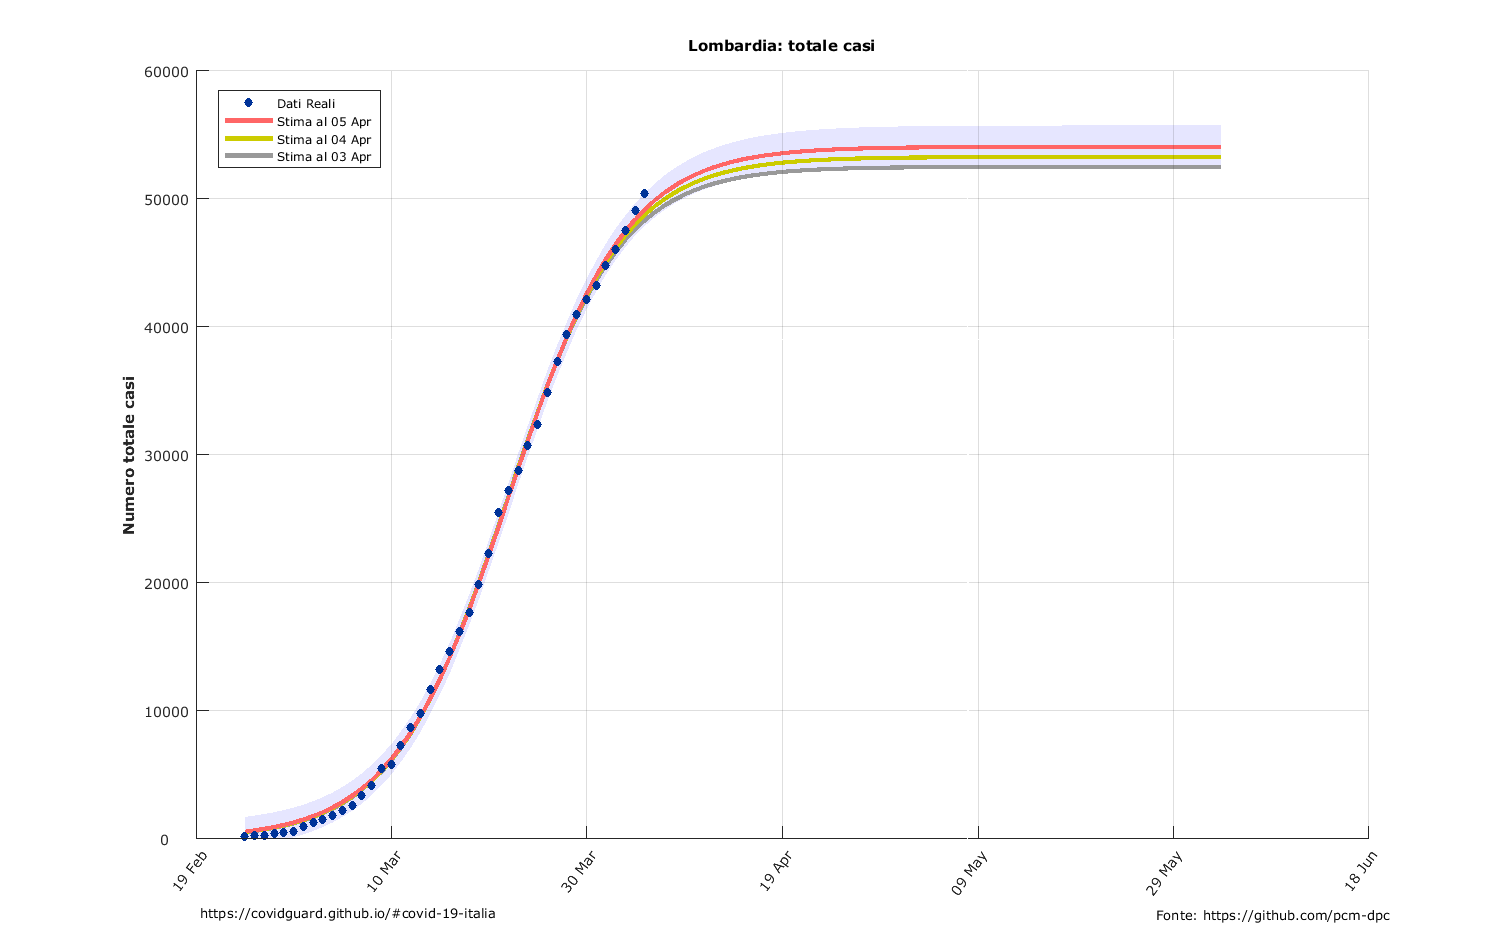 Lombardia: totale casi
60000
50000
40000
30000
20000
10000
0
Numero totale casi
Dati Reali
Stima al 05 Apr
Stima al 04 Apr
Stima al 03 Apr
19 Feb
10 Mar
30 Mar
19 Apr
09 May
29 May
18 Jun
https://covidguard.github.io/#covid-19-italia
Fonte: https://github.com/pcm-dpc